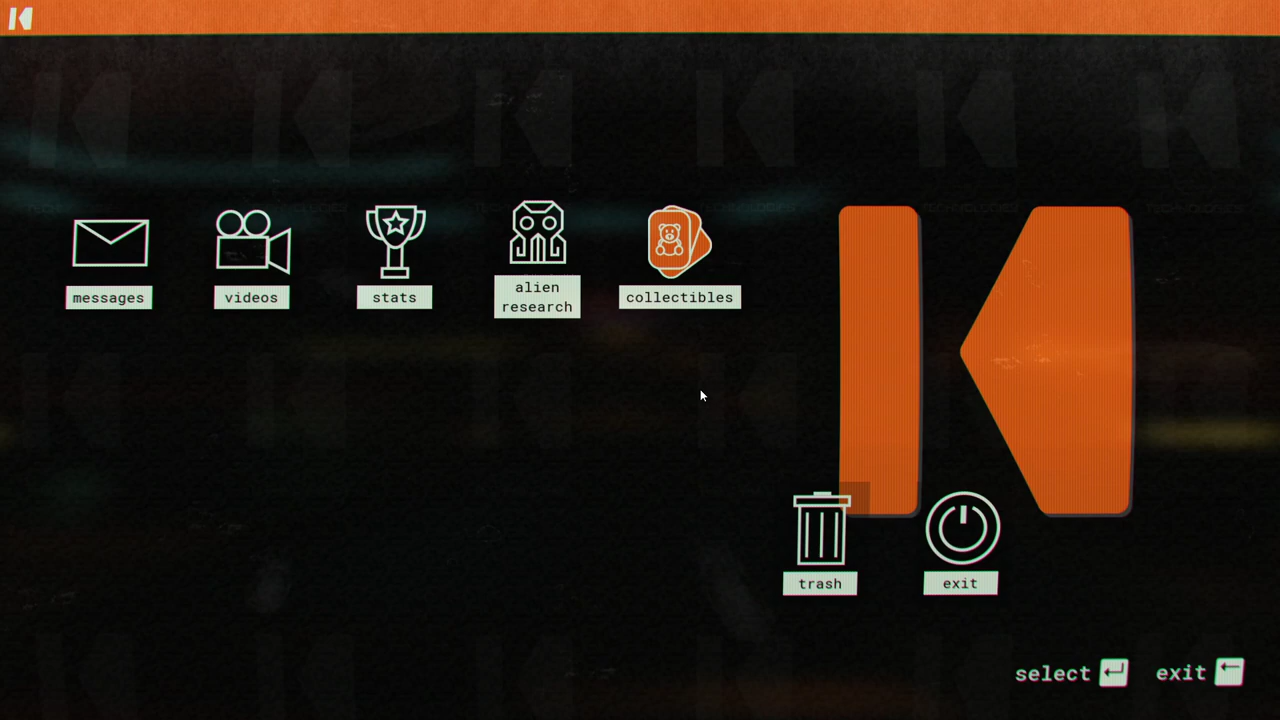 messages
videos
stats
alien
research
collectibles
trash
exit
select
exit